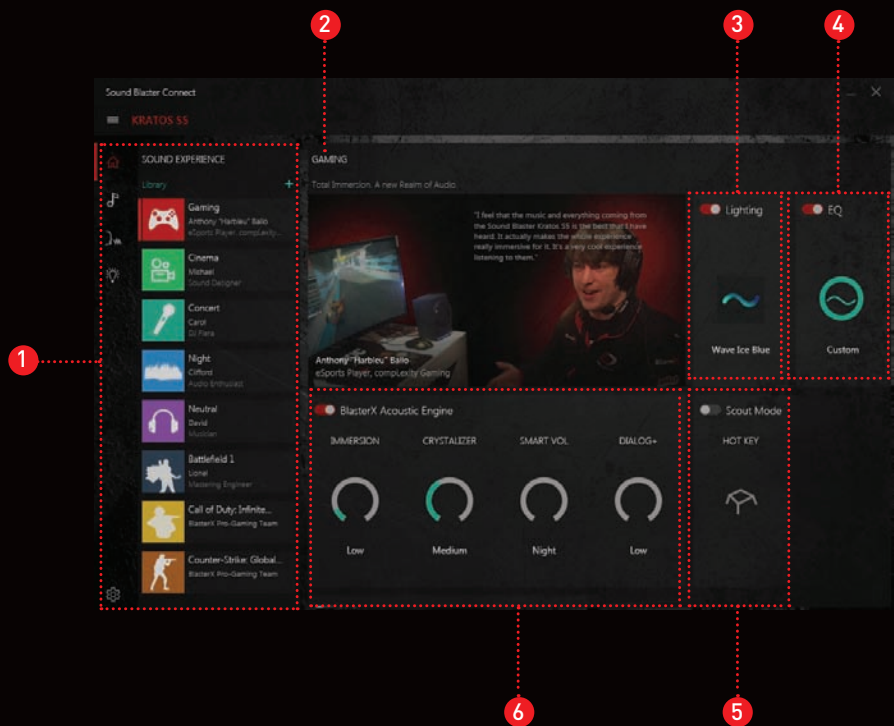 2
3
4
Sound Blaster Connect
KRATOS S5
SOUND EXPERIENCE
Library +
Gaming
Anthony "Harbleu" Ballo
eSports Player, compLexity...
Cinema
Michael
Sound Designer
Concert
Carot
DJ Fiera
Night
Clifford
Audio Enthusiast
Neutral
David
Musician
Battlefield 1
Lionel
Mastering Engineer
Call of Duty: Infinite...
BlasterX Pro-Gaming Team
Counter-Strike: Global...
BlasterX Pro-Gaming Team
1
GAMING
Total Immersion. A new Realm of Audio.
"I feel that the music and everything coming from
the Sound Blaster Kratos S5 is the best that I have
heard. It actually makes the whole experience
really immersive for it. It's a very cool experience
listening to them."
Anthony "Harbleu" Ballo
eSports Player, compLexity Gaming
Lighting
Wave Ice Blue
EQ
Custom
BlasterX Acoustic Engine
IMMERSION CRYSTALIZER SMART VOL DIALOG+
Low Medium Night Low
Scout Mode
HOT KEY
6
5